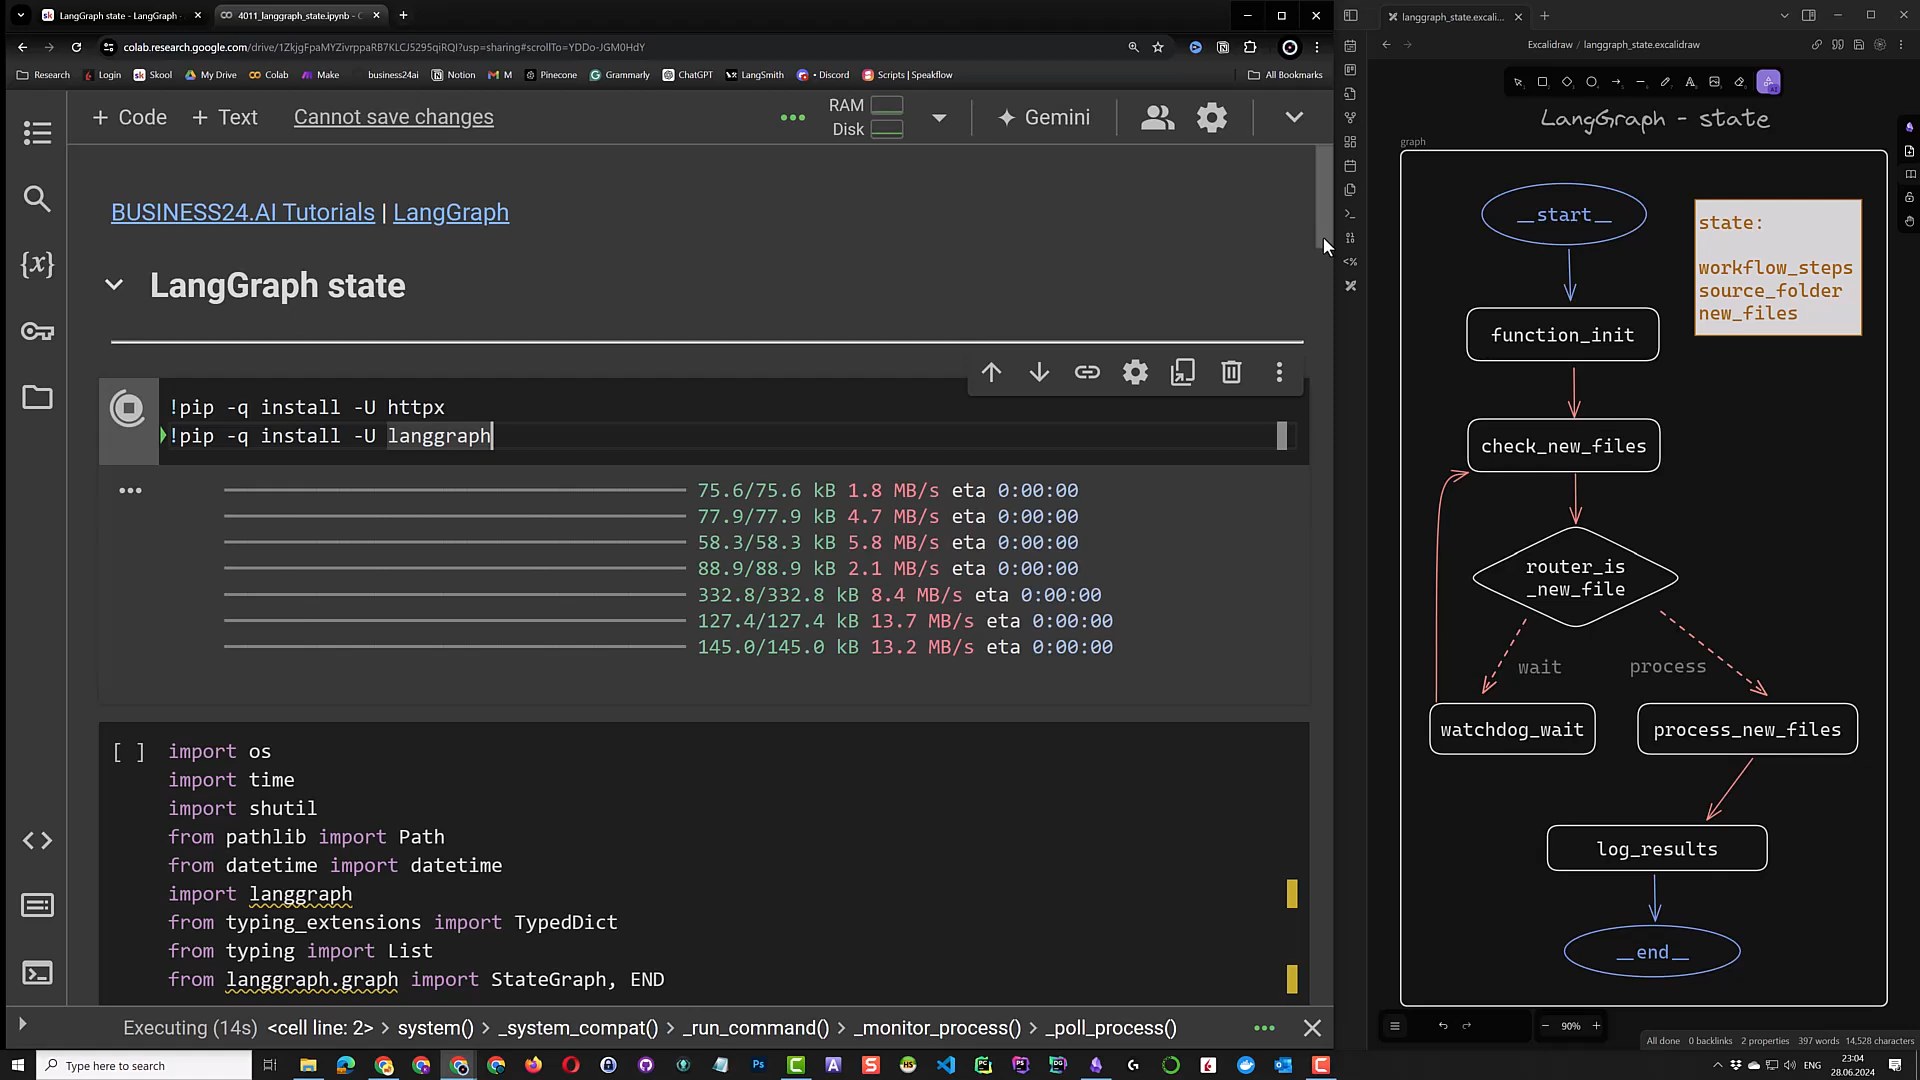 LangGraph state - LangGraph -
4011_langgraph_state.ipynb - C
colab.research.google.com/drive/1ZkjgFpaMYZivrppaRB7KLCJ5295qiRQI?usp=sharing#scrollTo=YDDo-JGM0HdY
Research
Login
Skool
My Drive
Colab
Make
business24ai
Notion
M
Pinecone
Grammarly
ChatGPT
LangSmith
• Discord
Scripts | Speakflow
All Bookmarks
+ Code
+ Text
Cannot save changes
RAM
Disk
Gemini
BUSINESS24.AI Tutorials | LangGraph
LangGraph state
!pip -q install -U httpx
!pip -q install -U langgraph
75.6/75.6 kB 1.8 MB/s eta 0:00:00
77.9/77.9 kB 4.7 MB/s eta 0:00:00
58.3/58.3 kB 5.8 MB/s eta 0:00:00
88.9/88.9 kB 2.1 MB/s eta 0:00:00
332.8/332.8 kB 8.4 MB/s eta 0:00:00
127.4/127.4 kB 13.7 MB/s eta 0:00:00
145.0/145.0 kB 13.2 MB/s eta 0:00:00
[ ] import os
import time
import shutil
from pathlib import Path
from datetime import datetime
import langgraph
from typing_extensions import TypedDict
from typing import List
from langgraph.graph import StateGraph, END
Executing (14s) <cell line: 2> > system() > _system_compat() > _run_command() > _monitor_process() > _poll_process()
langgraph_state.excali...
Excalidraw / langgraph_state.excalidraw
LangGraph - state
graph
__start__
state:
workflow_steps
source_folder
new_files
function_init
check_new_files
router_is
_new_file
wait
process
watchdog_wait
process_new_files
log_results
__end__
90%
All done
0 backlinks
2 properties
397 words
14,528 characters
Type here to search
ENG
23:04
28.06.2024